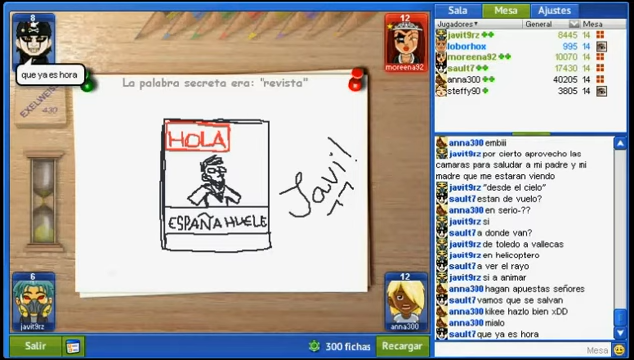 Sala Mesa Ajustes
Jugadores General Mesa
javit9rz 8445 14
loborhox 995 14
moreena92 10070 14
sault7 17430 14
anna300 40205 14
steffy90 3805 14
8
que ya es hora
12
moreena92
La palabra secreta era: "revista"
HOLA
ESPAÑA HUELE
Javi!
6
javit9rz
12
anna300
anna300 embiii
javit9rz por cierto aprovecho las
camaras para saludar a mi padre y mi
madre que me estaran viendo
javit9rz "desde el cielo"
sault7 estan de vuelo?
anna300 en serio-??
javit9rz si
sault7 a donde van?
javit9rz de toledo a vallecas
javit9rz en helicoptero
sault7 a ver el rayo
javit9rz si a animar
anna300 hagan apuestas señores
sault7 vamos que se salvan
anna300 kikee hazlo bien xDD
anna300 mialo
sault7 que ya es hora
Mesa
Salir
300 fichas
Recargar